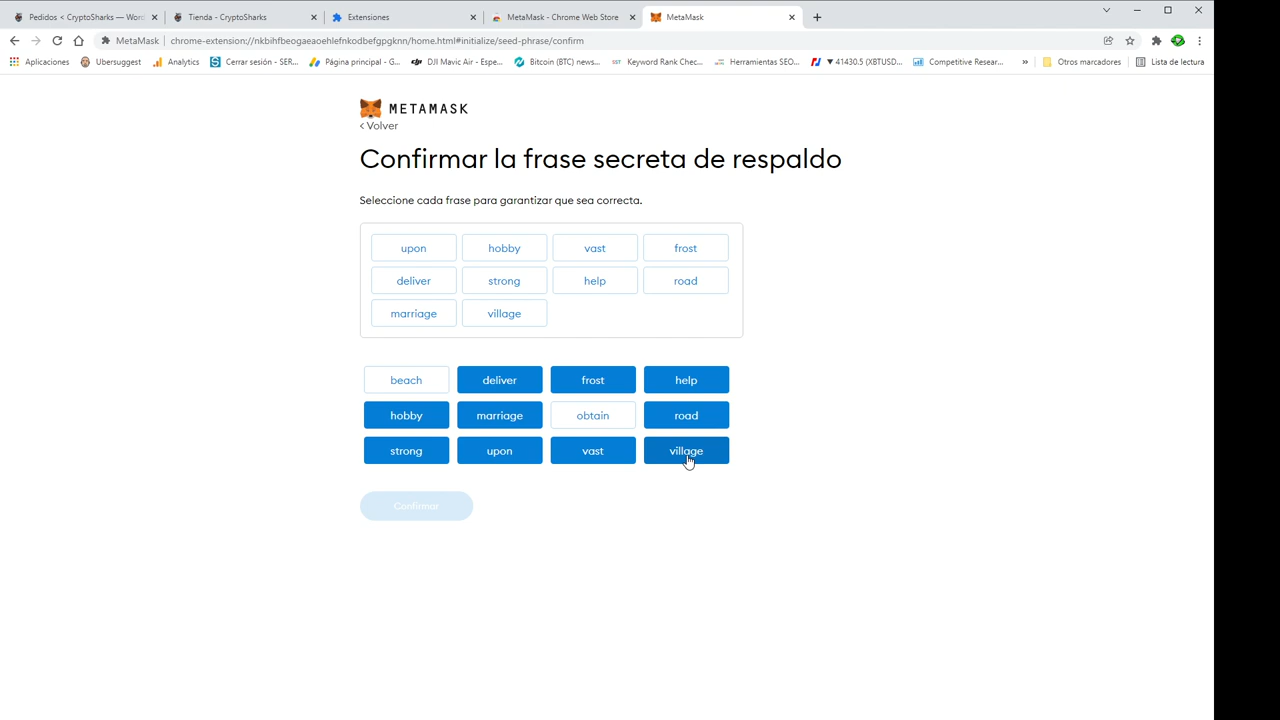 Pedidos < CryptoSharks — Wor
Tienda - CryptoSharks
Extensiones
MetaMask - Chrome Web Store
MetaMask
MetaMask
chrome-extension://nkbihfbeogaeaoehlefnkodbefgpgknn/home.html#initialize/seed-phrase/confirm
Aplicaciones
Ubersuggest
Analytics
Cerrar sesión - SER...
Página principal - G...
DJI Mavic Air - Espe...
Bitcoin (BTC) news...
Keyword Rank Chec...
Herramientas SEO...
▼ 41430.5 (XBTUSD...
Competitive Resear...
»
Otros marcadores
Lista de lectura
METAMASK
< Volver
Confirmar la frase secreta de respaldo
Seleccione cada frase para garantizar que sea correcta.
upon hobby vast frost
deliver strong help road
marriage village
beach deliver frost help
hobby marriage obtain road
strong upon vast village
Confirmar